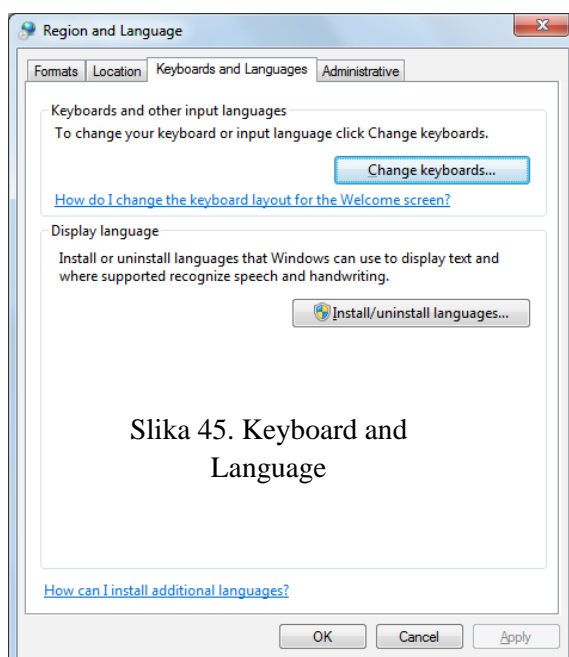 Region and Language
Formats Location Keyboards and Languages Administrative
Keyboards and other input languages
To change your keyboard or input language click Change keyboards.
Change keyboards...
How do I change the keyboard layout for the Welcome screen?
Display language
Install or uninstall languages that Windows can use to display text and
where supported recognize speech and handwriting.
Install/uninstall languages...
Slika 45. Keyboard and
Language
How can I install additional languages?
OK Cancel Apply